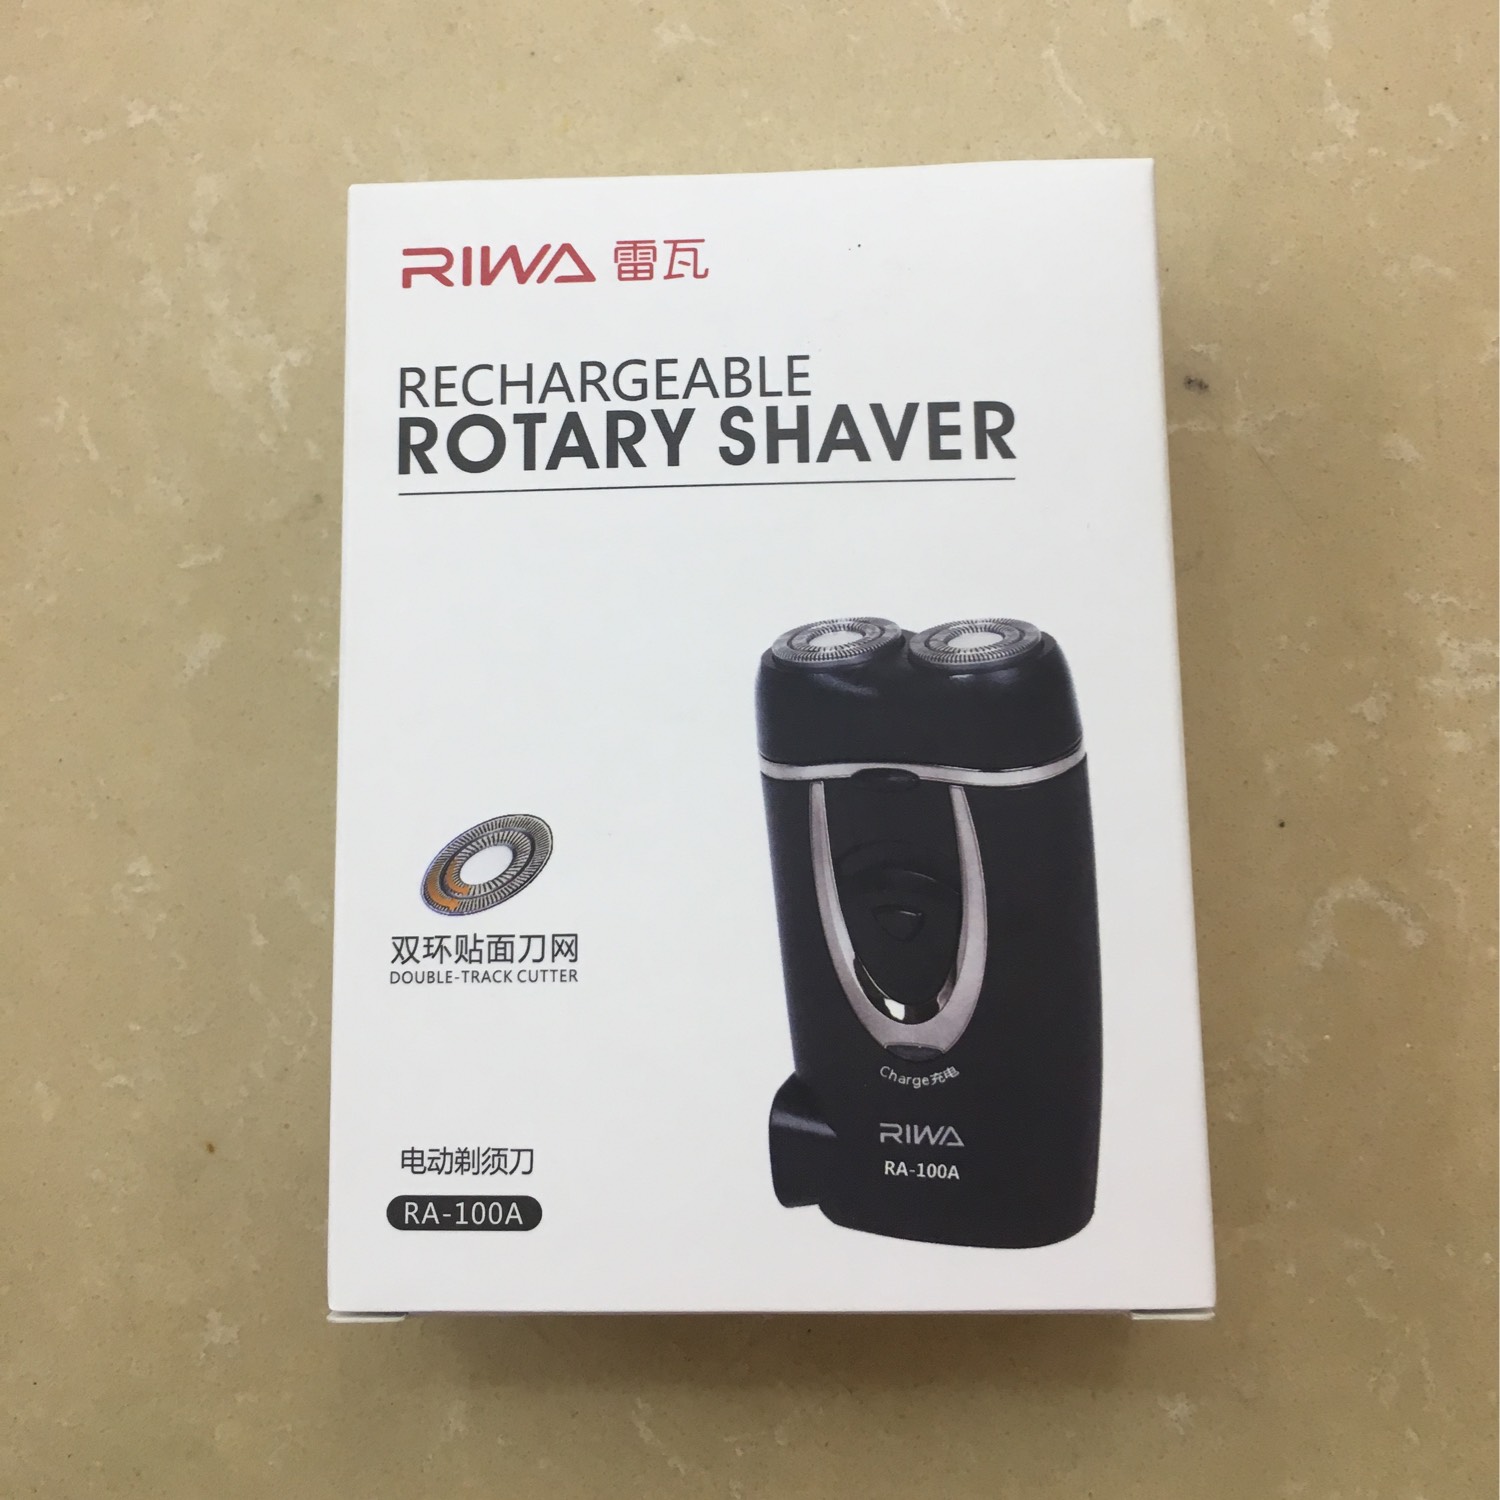 RIWA 雷瓦
RECHARGEABLE
ROTARY SHAVER
双环贴面刀网
DOUBLE-TRACK CUTTER
Charge充电
RIWA
RA-100A
电动剃须刀
RA-100A